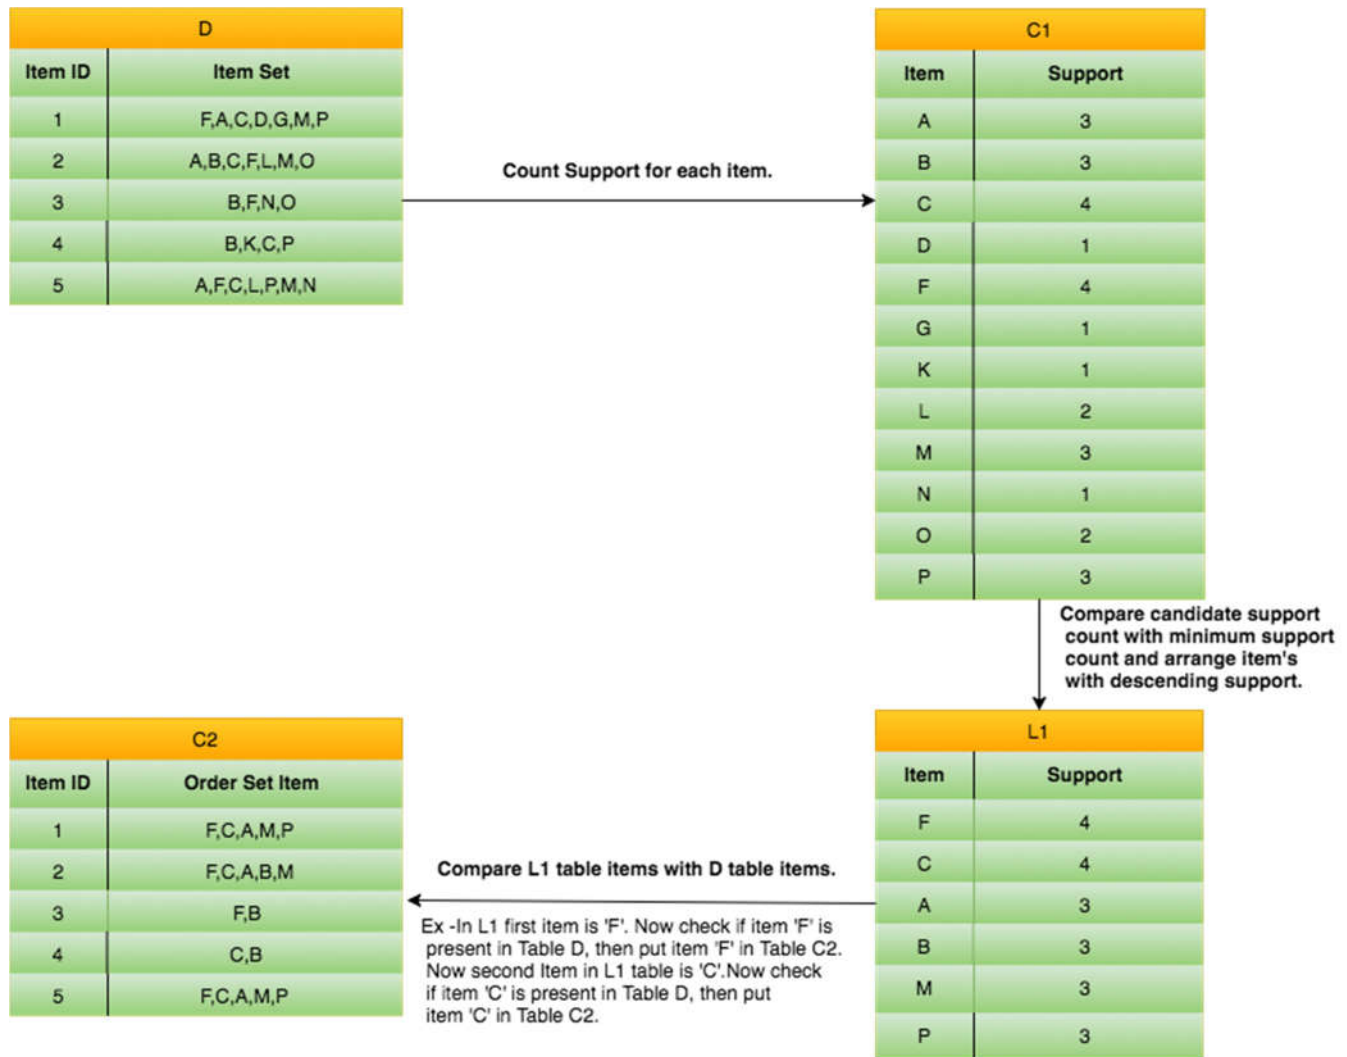 D
Item ID Item Set
1 F,A,C,D,G,M,P
2 A,B,C,F,L,M,O
3 B,F,N,O
4 B,K,C,P
5 A,F,C,L,P,M,N
Count Support for each item.
C1
Item Support
A 3
B 3
C 4
D 1
F 4
G 1
K 1
L 2
M 3
N 1
O 2
P 3
Compare candidate support
count with minimum support
count and arrange item's
with descending support.
L1
Item Support
F 4
C 4
A 3
B 3
M 3
P 3
Compare L1 table items with D table items.
Ex -In L1 first item is 'F'. Now check if item 'F' is
present in Table D, then put item 'F' in Table C2.
Now second Item in L1 table is 'C'.Now check
if item 'C' is present in Table D, then put
item 'C' in Table C2.
C2
Item ID Order Set Item
1 F,C,A,M,P
2 F,C,A,B,M
3 F,B
4 C,B
5 F,C,A,M,P